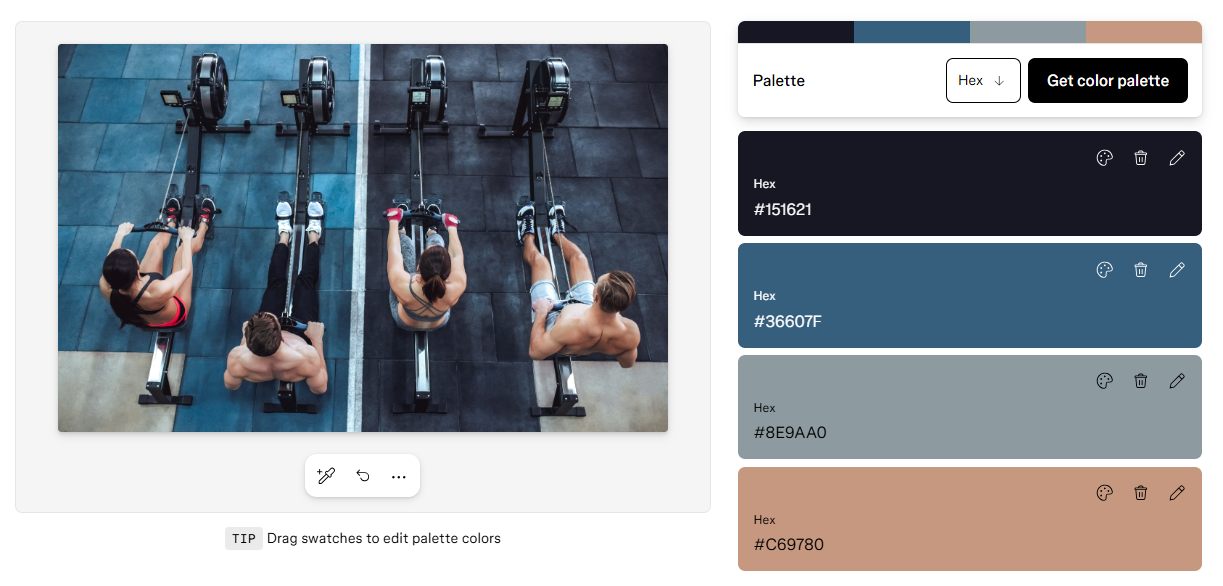 Palette
Hex
Get color palette
Hex
#151621
Hex
#36607F
Hex
#8E9AA0
Hex
#C69780
TIP Drag swatches to edit palette colors